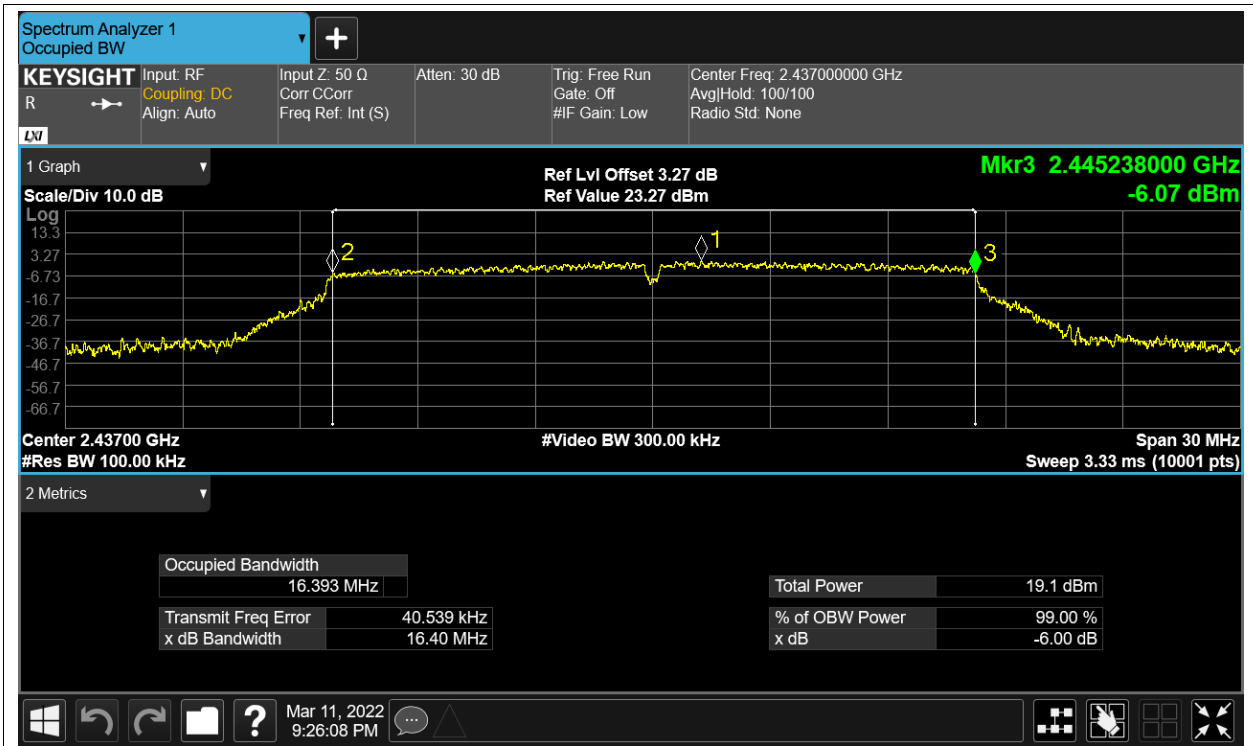 Spectrum Analyzer 1
Occupied BW
KEYSIGHT
R
LXI
Input: RF
Coupling: DC
Align: Auto
Input Z: 50 Ω
Corr CCorr
Freq Ref: Int (S)
Atten: 30 dB
Trig: Free Run
Gate: Off
#IF Gain: Low
Center Freq: 2.437000000 GHz
Avg|Hold: 100/100
Radio Std: None
1 Graph
Scale/Div 10.0 dB
Ref Lvl Offset 3.27 dB
Ref Value 23.27 dBm
Mkr3 2.445238000 GHz
-6.07 dBm
Log
13.3
3.27
-6.73
-16.7
-26.7
-36.7
-46.7
-56.7
-66.7
2
1
3
Center 2.43700 GHz
#Res BW 100.00 kHz
#Video BW 300.00 kHz
Span 30 MHz
Sweep 3.33 ms (10001 pts)
2 Metrics
Occupied Bandwidth
16.393 MHz
Transmit Freq Error 40.539 kHz
x dB Bandwidth 16.40 MHz
Total Power 19.1 dBm
% of OBW Power 99.00 %
x dB -6.00 dB
?
Mar 11, 2022
9:26:08 PM